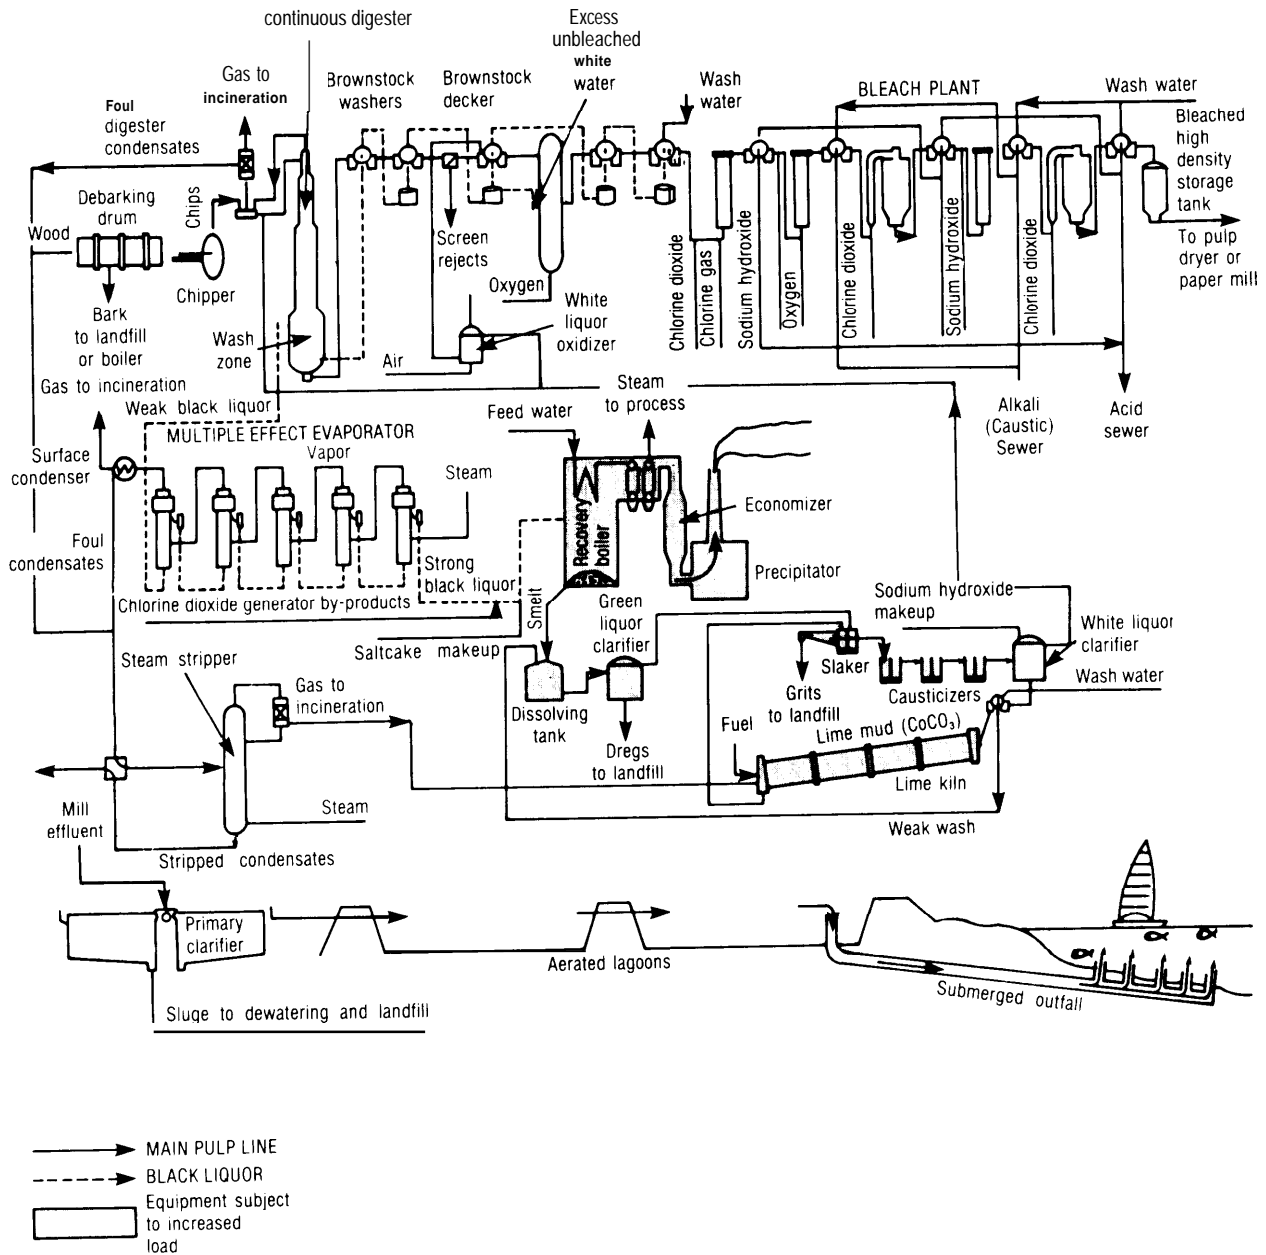 continuous digester
Excess
unbleached
white
water
Gas to
incineration
Brownstock
washers
Brownstock
decker
Wash
water
BLEACH PLANT
Wash water
Foul
digester
condensates
Bleached
high
density
storage
tank
Debarking
drum
Chips
Wood
Chipper
Screen
rejects
Oxygen
To pulp
dryer or
paper mill
Bark
to landfill
or boiler
Wash
zone
White
liquor
oxidizer
Air
Chlorine dioxide
Chlorine gas
Sodium hydroxide
Oxygen
Chlorine dioxide
Sodium hydroxide
Chlorine dioxide
Gas to incineration
Weak black liquor
Steam
to process
Feed water
Alkali
(Caustic)
Sewer
Acid
sewer
MULTIPLE EFFECT EVAPORATOR
Vapor
Surface
condenser
Steam
Recovery
boiler
Economizer
Foul
condensates
Strong
black liquor
Precipitator
Chlorine dioxide generator by-products
Smelt
Green
liquor
clarifier
Sodium hydroxide
makeup
White liquor
clarifier
Saltcake makeup
Steam stripper
Slaker
Gas to
incineration
Grits
to landfill
Causticizers
Wash water
Dissolving
tank
Fuel
Lime mud (CoCO₃)
Dregs
to landfill
Lime kiln
Mill
effluent
Steam
Weak wash
Stripped condensates
Primary
clarifier
Aerated lagoons
Submerged outfall
Sluge to dewatering and landfill
MAIN PULP LINE
BLACK LIQUOR
Equipment subject
to increased
load